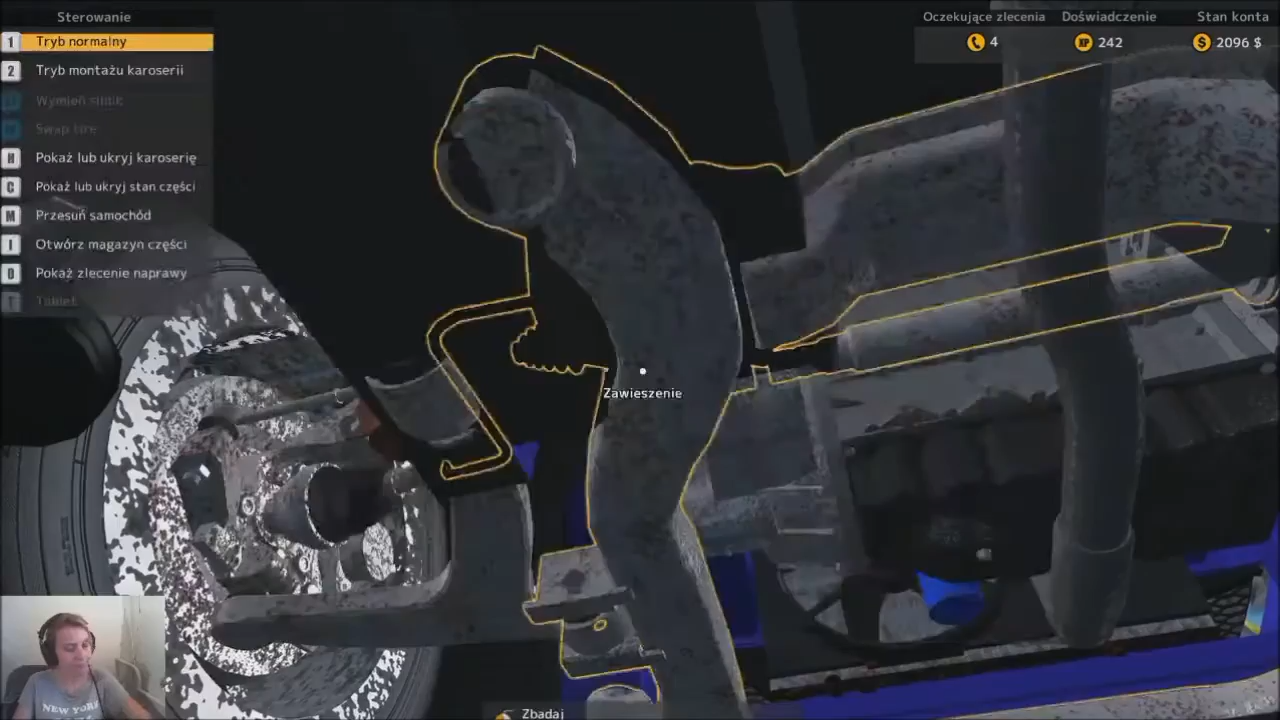 Sterowanie
1 Tryb normalny
2 Tryb montażu karoserii
Wymień silnik
Swap tire
H Pokaż lub ukryj karoserię
C Pokaż lub ukryj stan części
M Przesuń samochód
I Otwórz magazyn części
O Pokaż zlecenie naprawy
T Tablet
Oczekujące zlecenia Doświadczenie Stan konta
4 XP 242 $ 2096 $
Zawieszenie
Zbadaj
NEW YORK